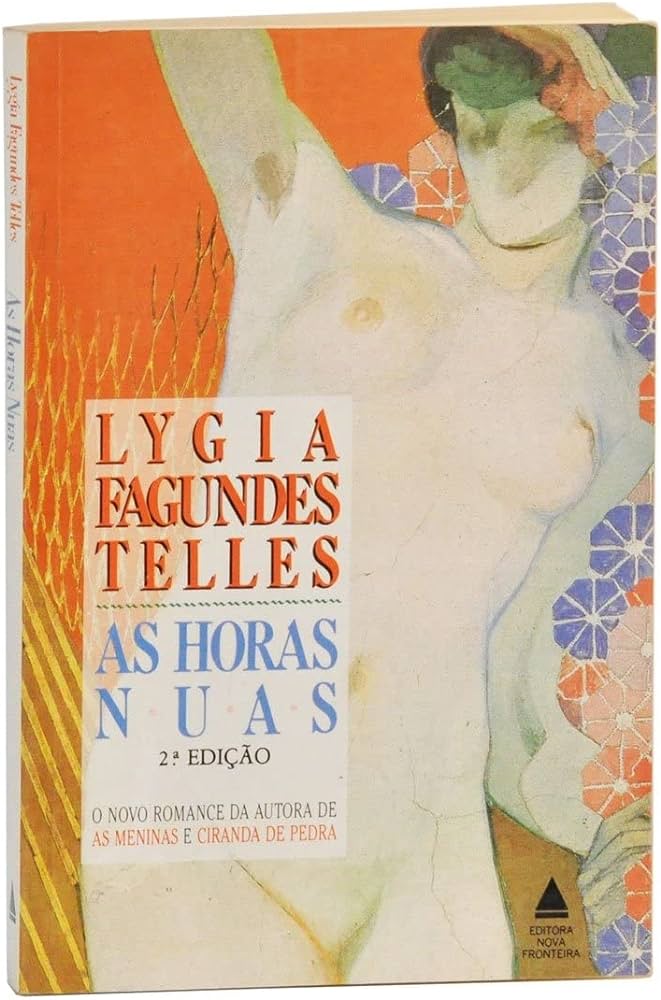 Lygia Fagundes Telles
AS HORAS NUAS
LYGIA
FAGUNDES
TELLES
AS HORAS
N·U·A·S
2ª EDIÇÃO
O NOVO ROMANCE DA AUTORA DE
AS MENINAS E CIRANDA DE PEDRA
EDITORA
NOVA
FRONTEIRA